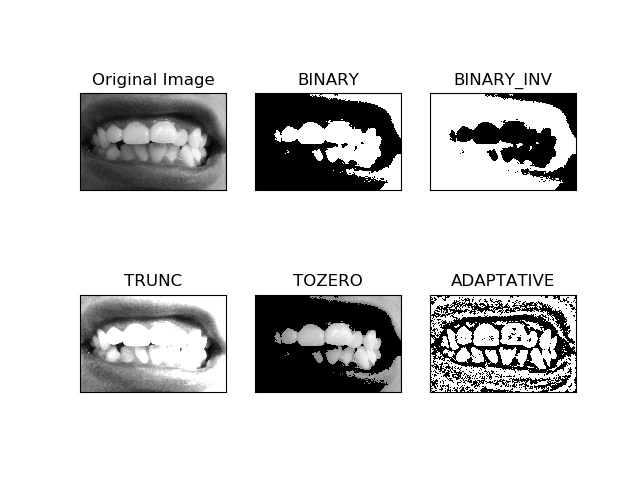 Original Image
BINARY
BINARY_INV
TRUNC
TOZERO
ADAPTATIVE